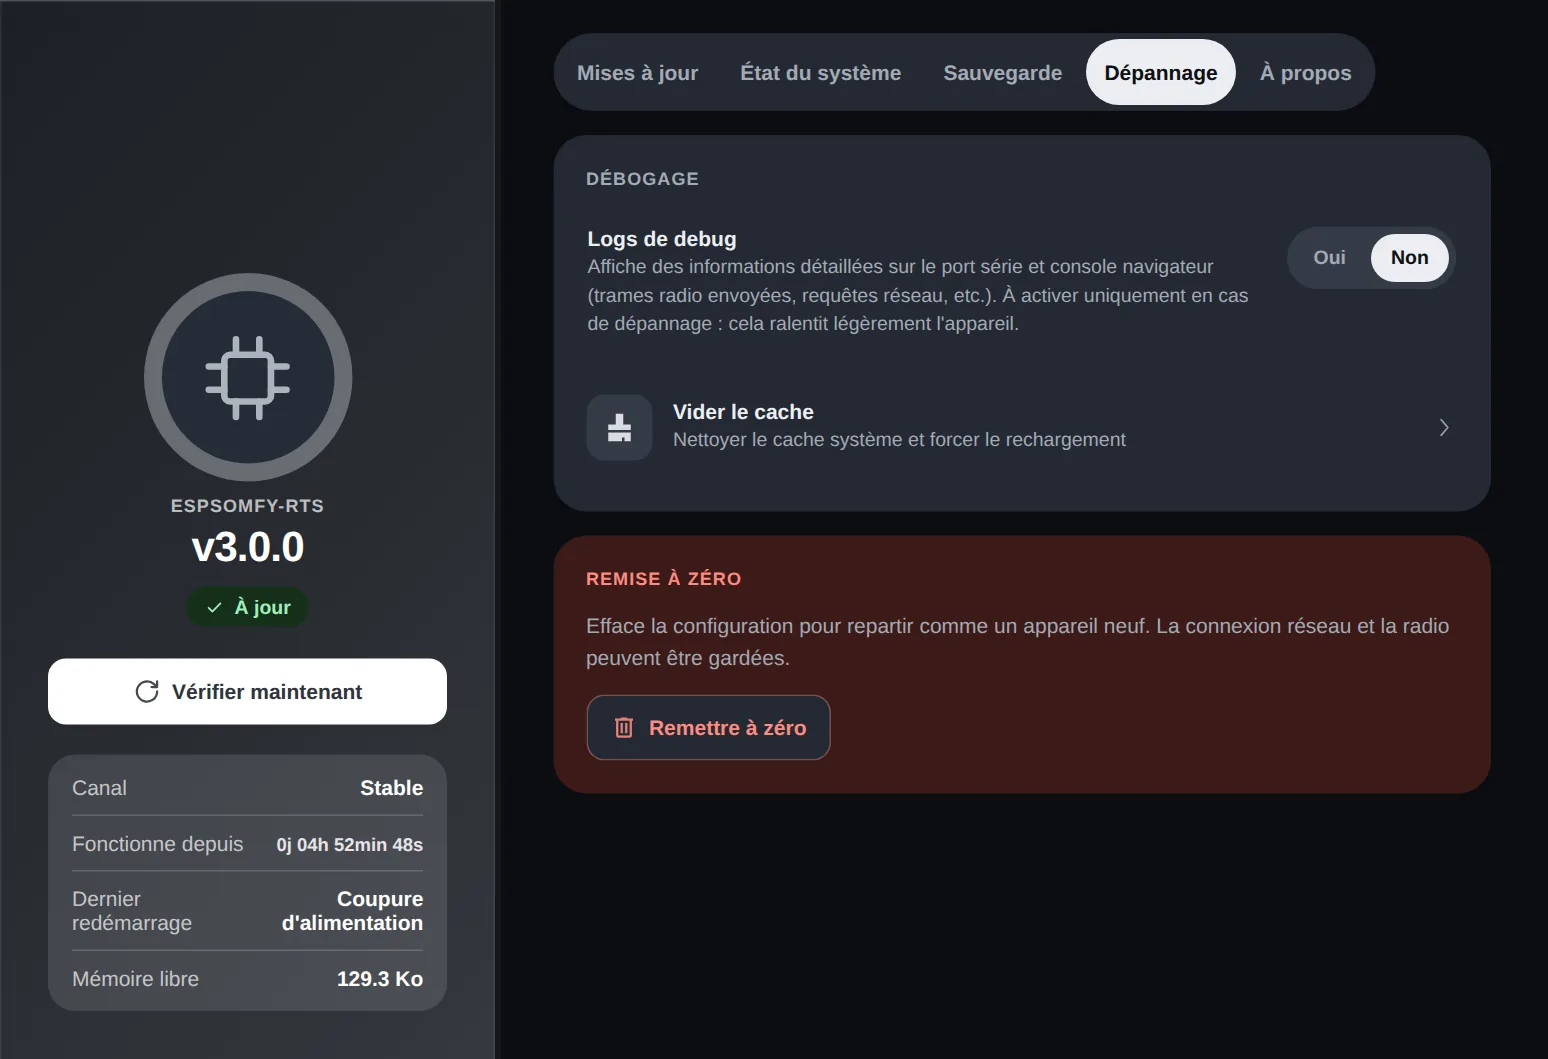 ESPSOMFY-RTS
v3.0.0
À jour
Vérifier maintenant
Canal Stable
Fonctionne depuis 0j 04h 52min 48s
Dernier redémarrage
Coupure d'alimentation
Mémoire libre 129.3 Ko
Mises à jour État du système Sauvegarde Dépannage À propos
DÉBOGAGE
Logs de debug
Affiche des informations détaillées sur le port série et console navigateur
(trames radio envoyées, requêtes réseau, etc.). À activer uniquement en cas
de dépannage : cela ralentit légèrement l'appareil.
Oui Non
Vider le cache
Nettoyer le cache système et forcer le rechargement
REMISE À ZÉRO
Efface la configuration pour repartir comme un appareil neuf. La connexion réseau et la radio
peuvent être gardées.
Remettre à zéro